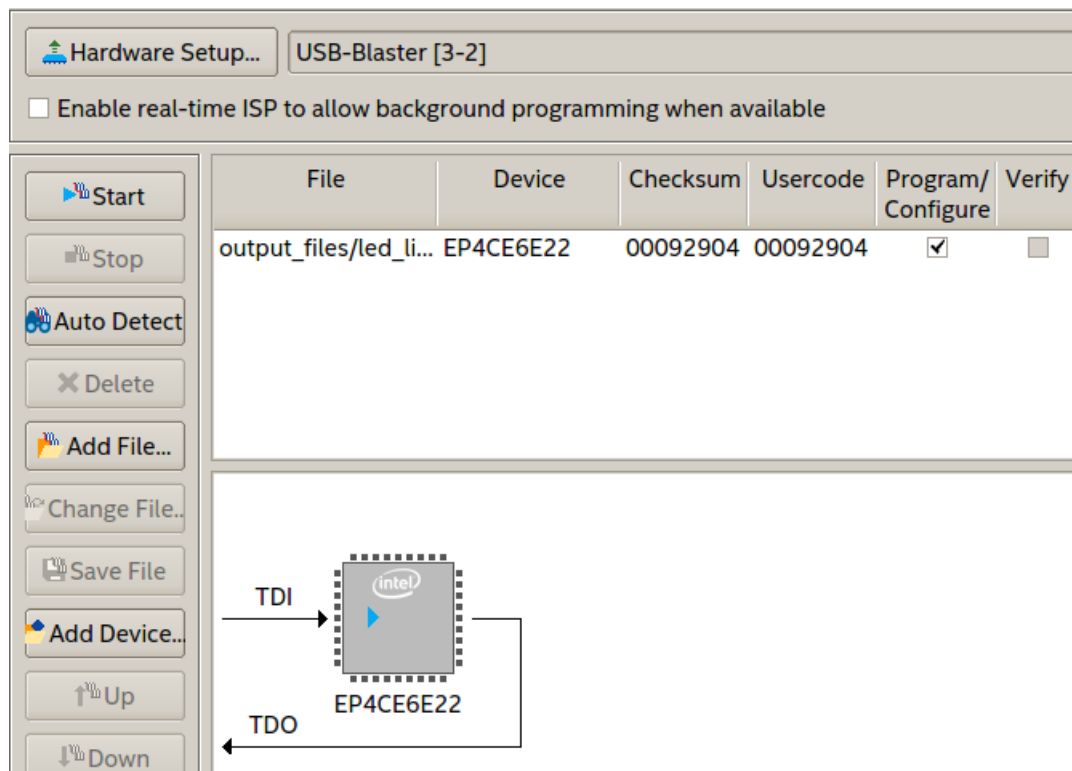 Hardware Setup... USB-Blaster [3-2]
Enable real-time ISP to allow background programming when available
Start
Stop
Auto Detect
Delete
Add File...
Change File..
Save File
Add Device..
Up
Down
File Device Checksum Usercode Program/ Verify
Configure
output_files/led_li... EP4CE6E22 00092904 00092904
intel
TDI
EP4CE6E22
TDO